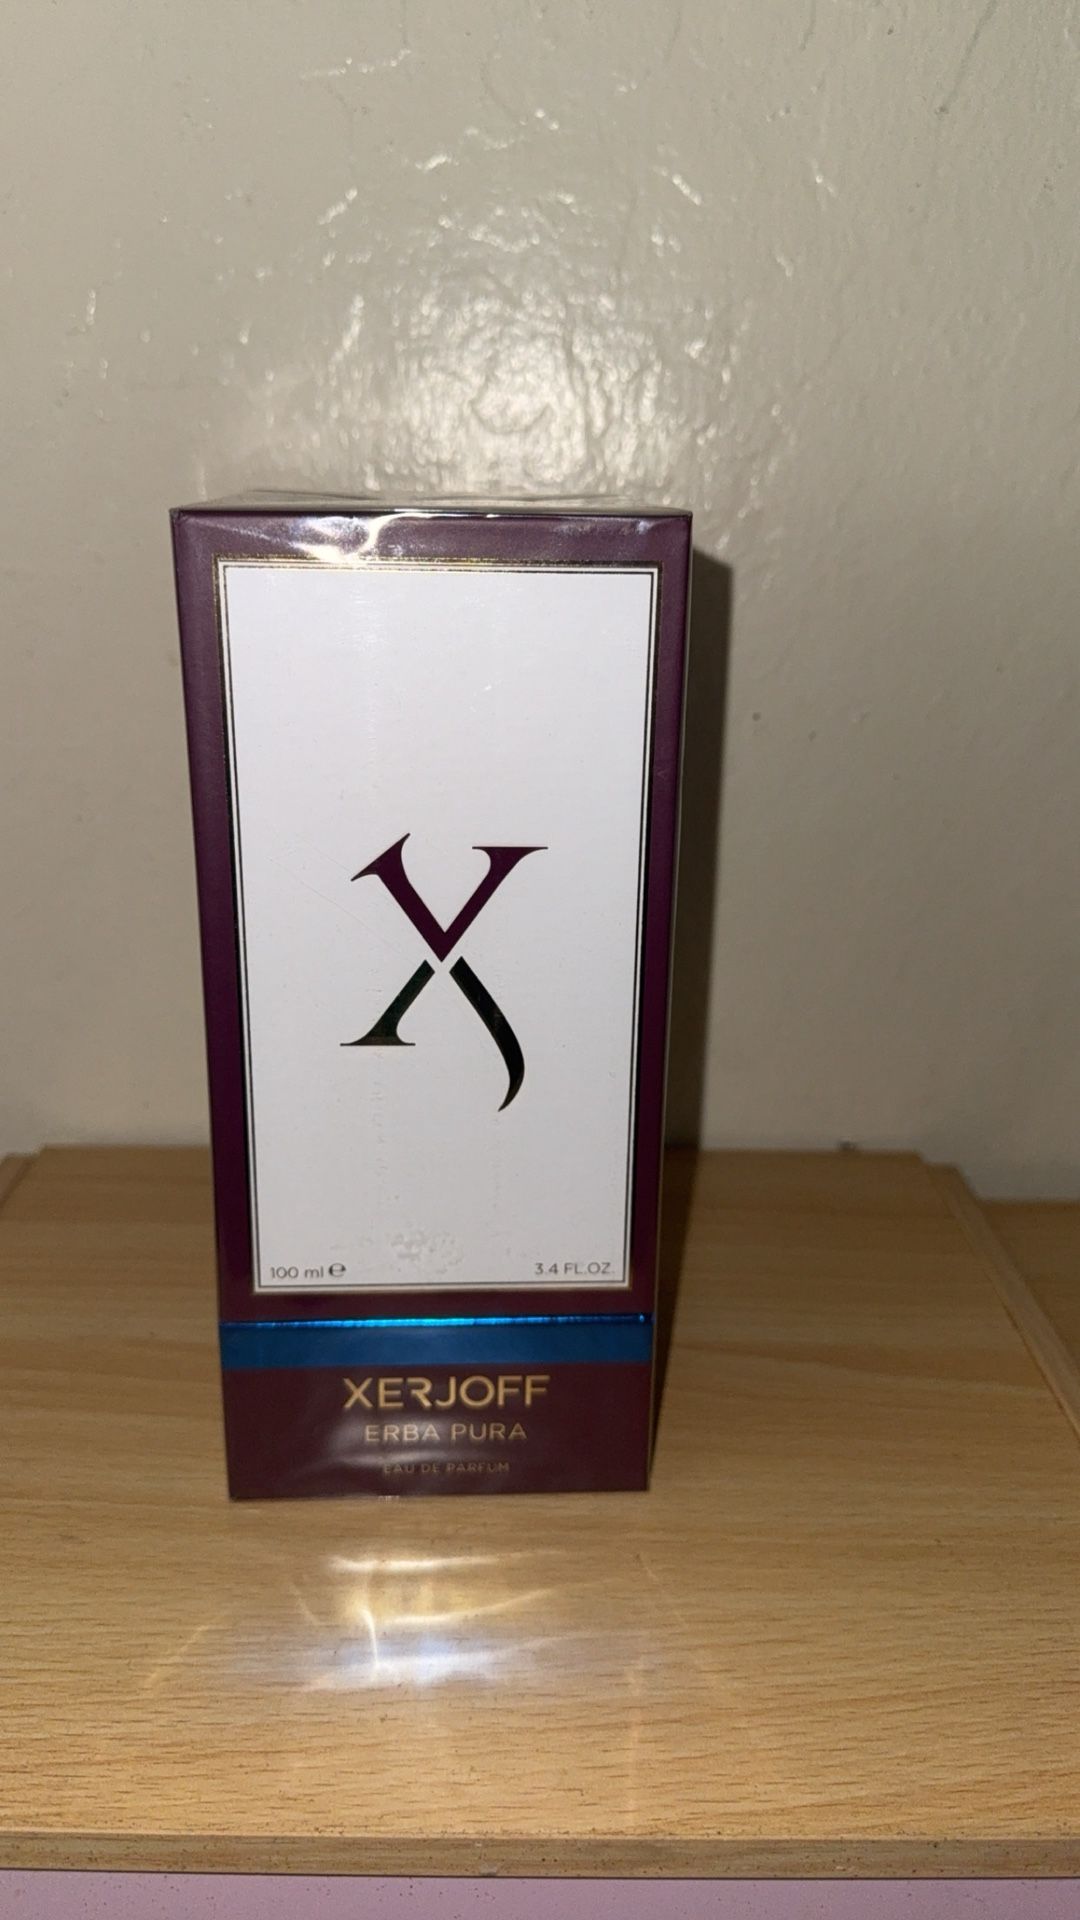 X
100 ml ℮ 3.4 FL.OZ.
XERJOFF
ERBA PURA
EAU DE PARFUM